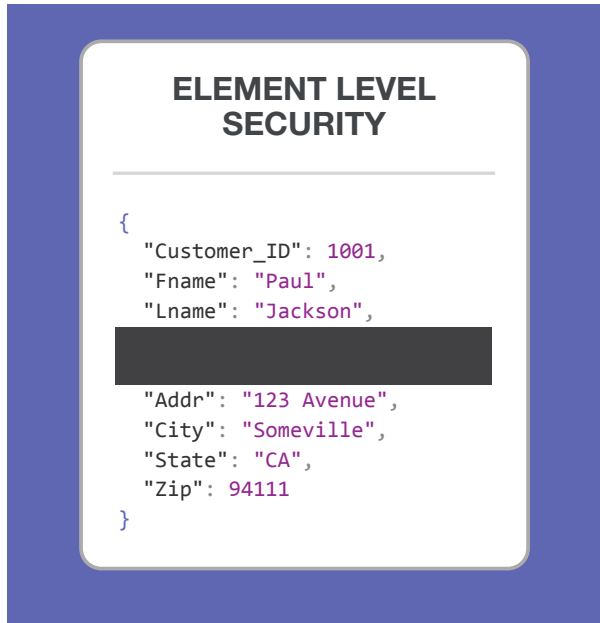 ELEMENT LEVEL
SECURITY
{
"Customer_ID": 1001,
"Fname": "Paul",
"Lname": "Jackson",
"Addr": "123 Avenue",
"City": "Someville",
"State": "CA",
"Zip": 94111
}